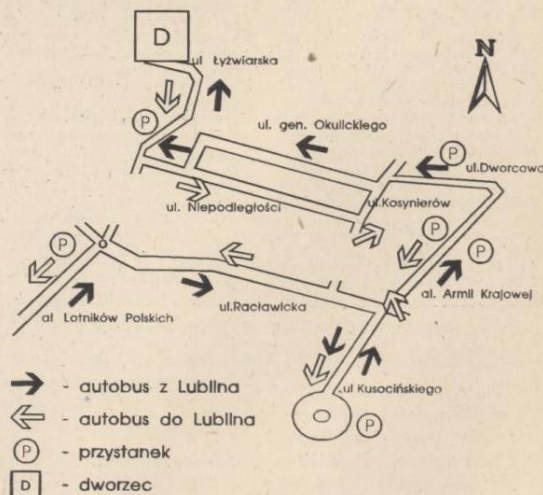 D
ul Łyżwiarska
N
P
ul. gen. Okulickiego
P
ul.Dworcowa
ul. Niepodległości
ul.Kosynierów
P
P
P
al. Armii Krajowej
ul.Racławicka
al Lotników Polskich
ul Kusocińskiego
P
- autobus z Lublina
- autobus do Lublina
P - przystanek
D - dworzec